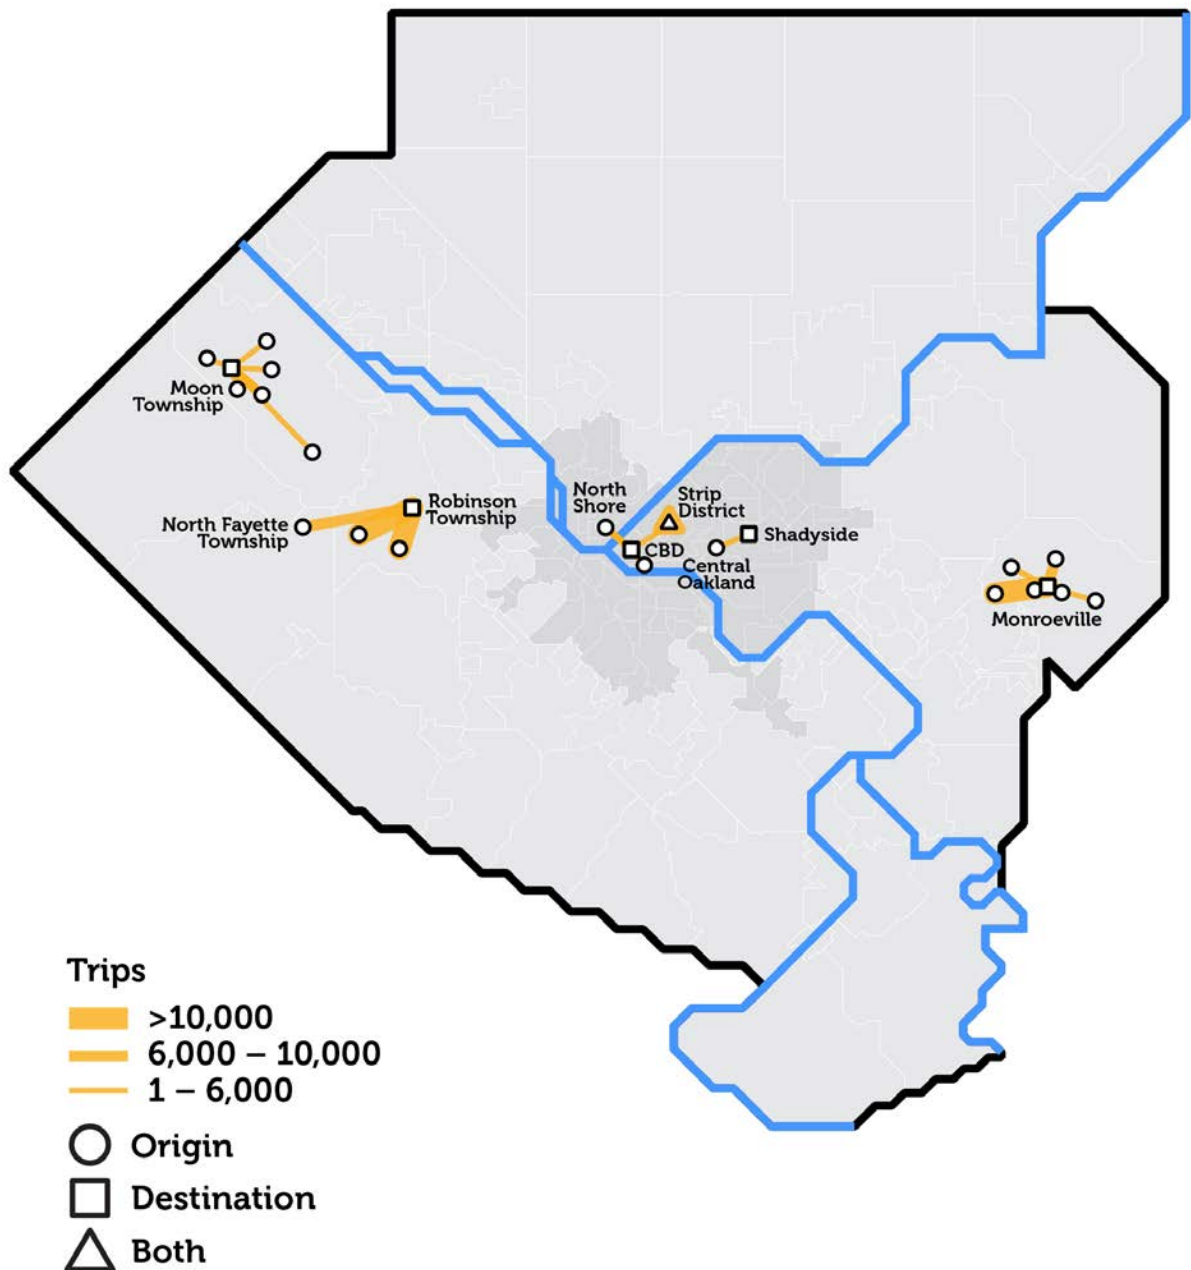 Moon
Township
North Fayette
Township
Robinson
Township
North
Shore
Strip
District
CBD
Shadyside
Central
Oakland
Monroeville
Trips
>10,000
6,000 – 10,000
1 – 6,000
Origin
Destination
Both